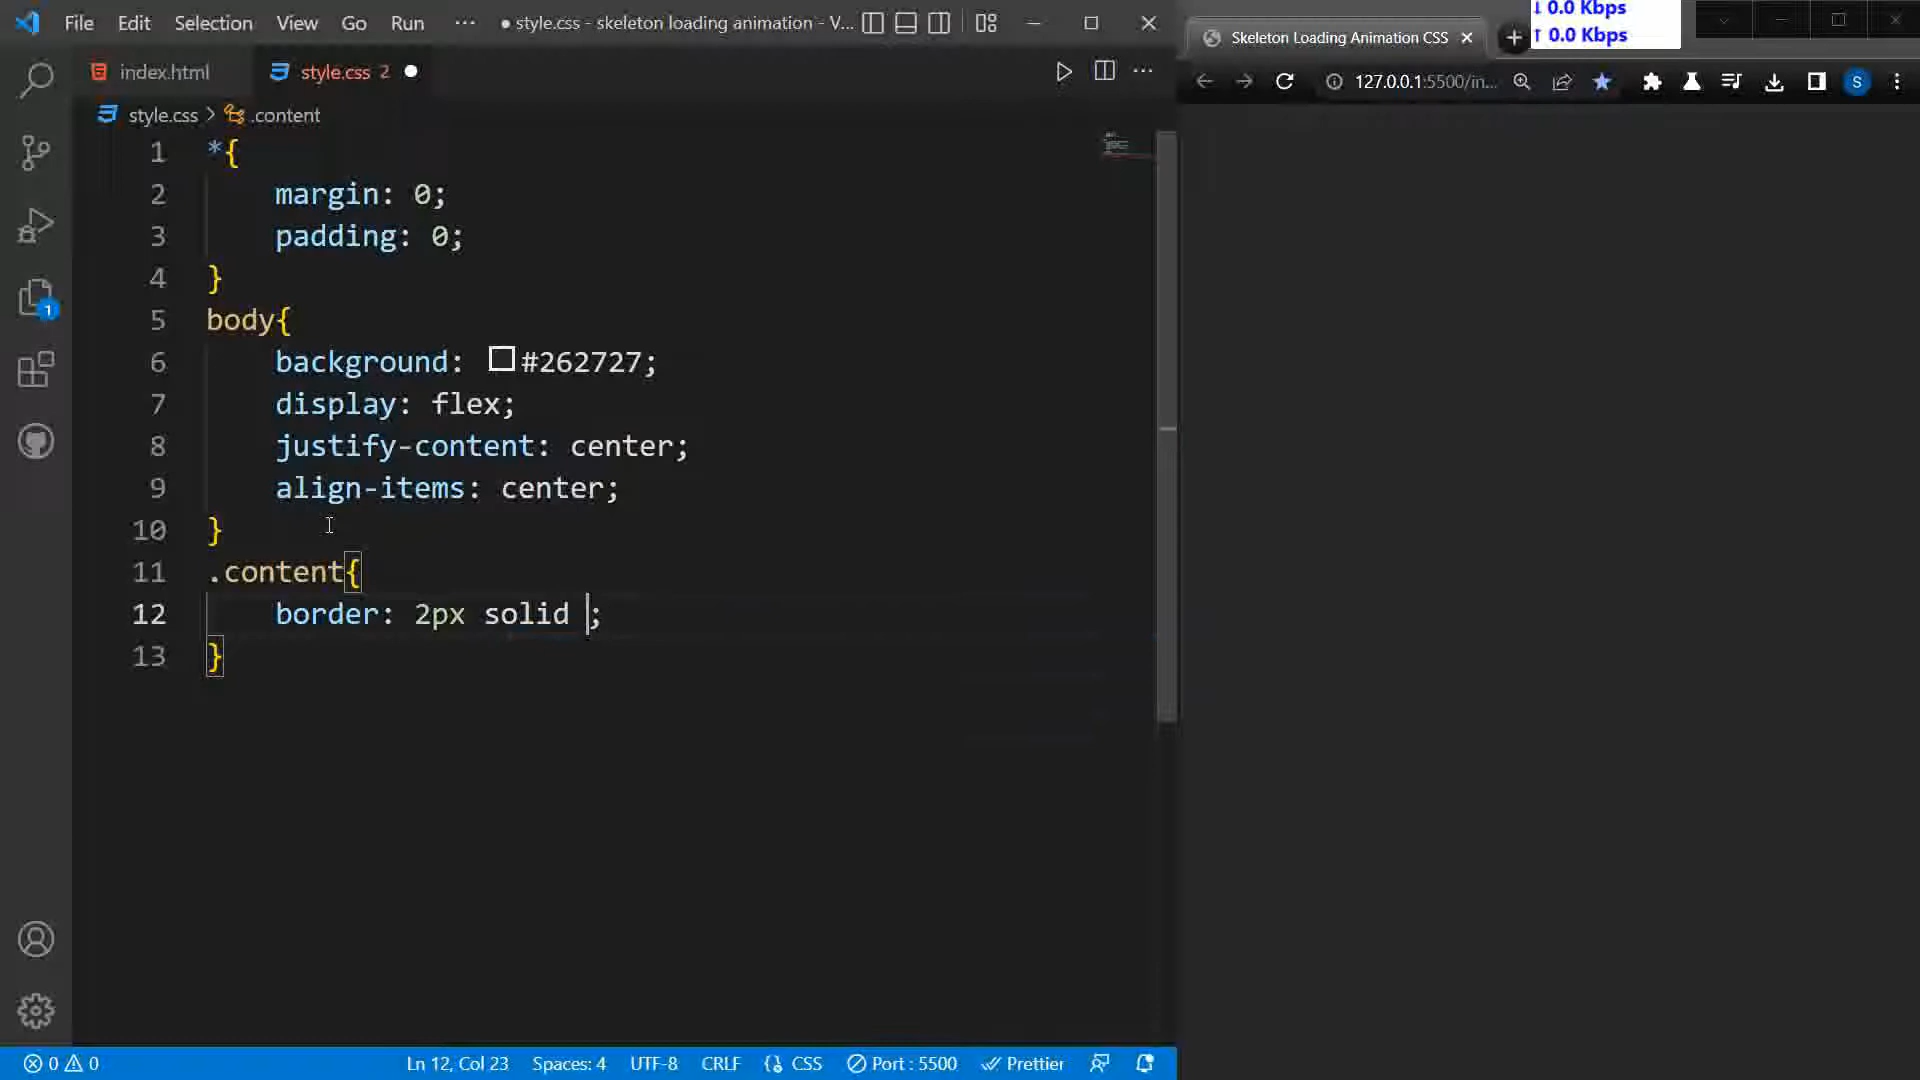 File Edit Selection View Go Run ··· ● style.css - skeleton loading animation - V...
index.html style.css 2 ●
style.css > .content
1 *{
2 margin: 0;
3 padding: 0;
4 }
5 body{
6 background: #262727;
7 display: flex;
8 justify-content: center;
9 align-items: center;
10 }
11 .content{
12 border: 2px solid ;
13 }
1
0 0 Ln 12, Col 23 Spaces: 4 UTF-8 CRLF {} CSS Port : 5500 Prettier
↓ 0.0 Kbps
↑ 0.0 Kbps
Skeleton Loading Animation CSS
127.0.0.1:5500/in... S